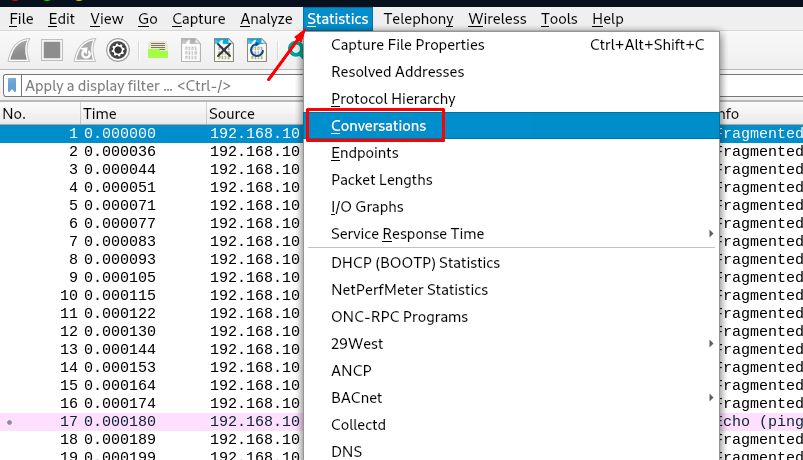 File Edit View Go Capture Analyze Statistics Telephony Wireless Tools Help
Capture File Properties Ctrl+Alt+Shift+C
Resolved Addresses
Apply a display filter ... <Ctrl-/>
Protocol Hierarchy
No. Time Source nfo
Conversations
1 0.000000 192.168.10 Fragmented
2 0.000036 192.168.10 Endpoints Fragmented
3 0.000044 192.168.10 Fragmented
Packet Lengths
4 0.000051 192.168.10 Fragmented
5 0.000071 192.168.10 I/O Graphs Fragmented
6 0.000077 192.168.10 Fragmented
Service Response Time
7 0.000083 192.168.10 Fragmented
8 0.000093 192.168.10 DHCP (BOOTP) Statistics Fragmented
9 0.000105 192.168.10 Fragmented
NetPerfMeter Statistics
10 0.000115 192.168.10 Fragmented
11 0.000122 192.168.10 ONC-RPC Programs Fragmented
12 0.000130 192.168.10 Fragmented
29West
13 0.000144 192.168.10 Fragmented
14 0.000153 192.168.10 ANCP Fragmented
15 0.000164 192.168.10 Fragmented
BACnet
16 0.000174 192.168.10 Fragmented
17 0.000180 192.168.10 Collectd Echo (ping
18 0.000189 192.168.10 Fragmented
DNS
19 0.000199 192.168.10 Fragmented